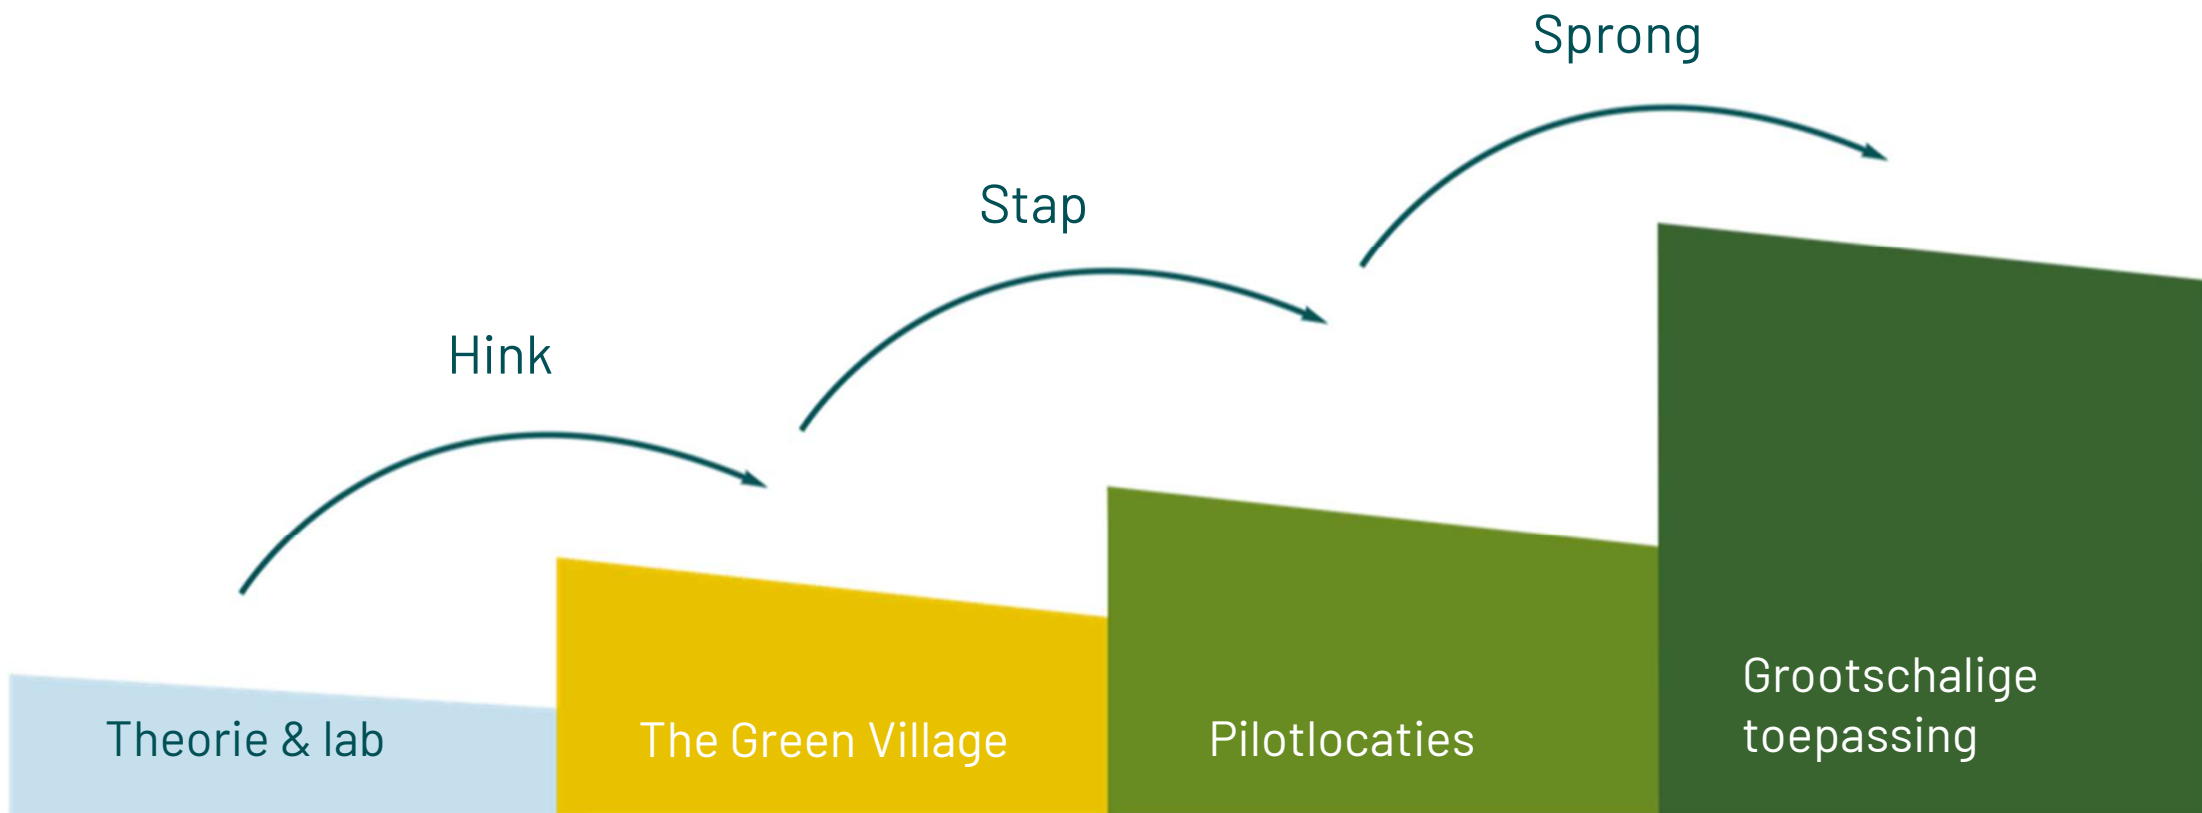 Sprong
Stap
Hink
Theorie & lab
The Green Village
Pilotlocaties
Grootschalige
toepassing